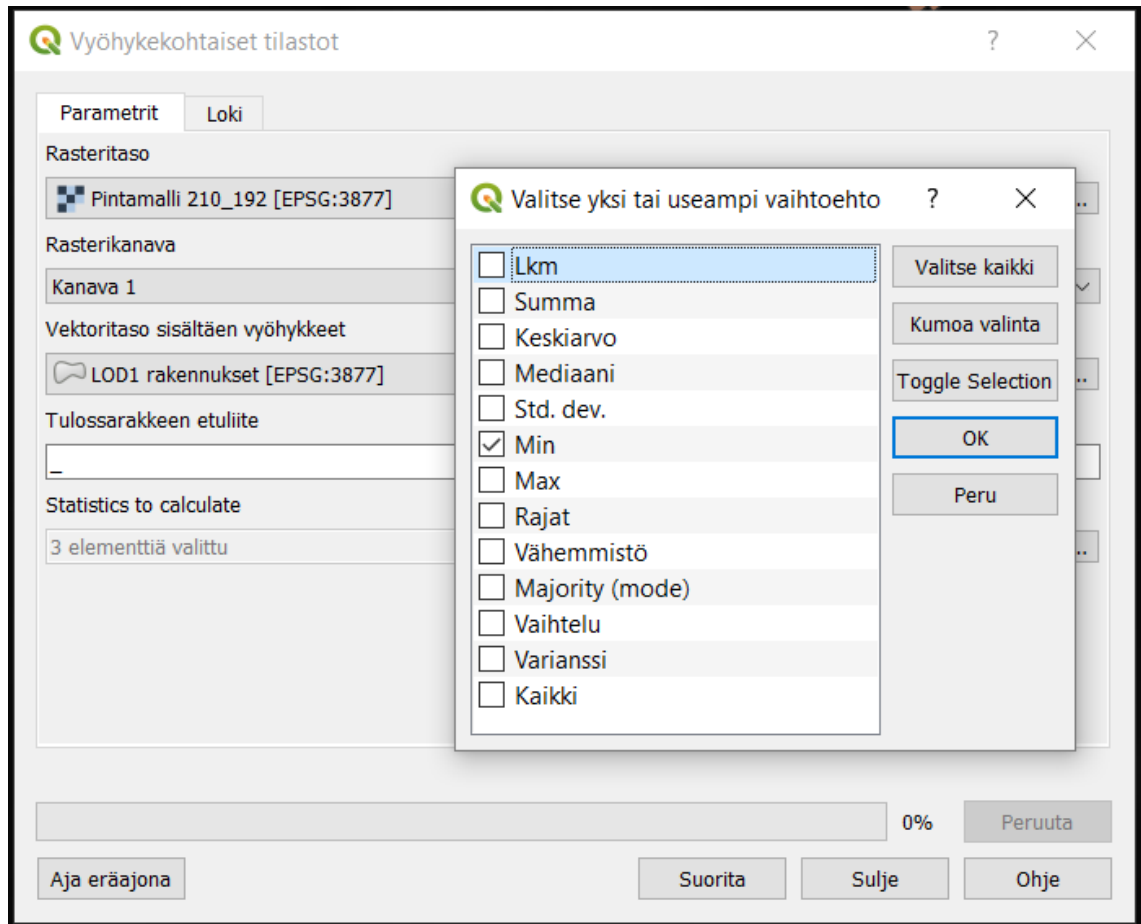 Vyöhykekohtaiset tilastot ?
Parametrit Loki
Rasteritaso
Pintamalli 210_192 [EPSG:3877]
Rasterikanava
Kanava 1
Vektoritaso sisältäen vyöhykkeet
LOD1 rakennukset [EPSG:3877]
Tulossarakkeen etuliite
_
Statistics to calculate
3 elementtiä valittu
Valitse yksi tai useampi vaihtoehto ?
Lkm
Summa
Keskiarvo
Mediaani
Std. dev.
Min
Max
Rajat
Vähemmistö
Majority (mode)
Vaihtelu
Varianssi
Kaikki
Valitse kaikki
Kumoa valinta
Toggle Selection
OK
Peru
0% Peruuta
Aja eräajona Suorita Sulje Ohje